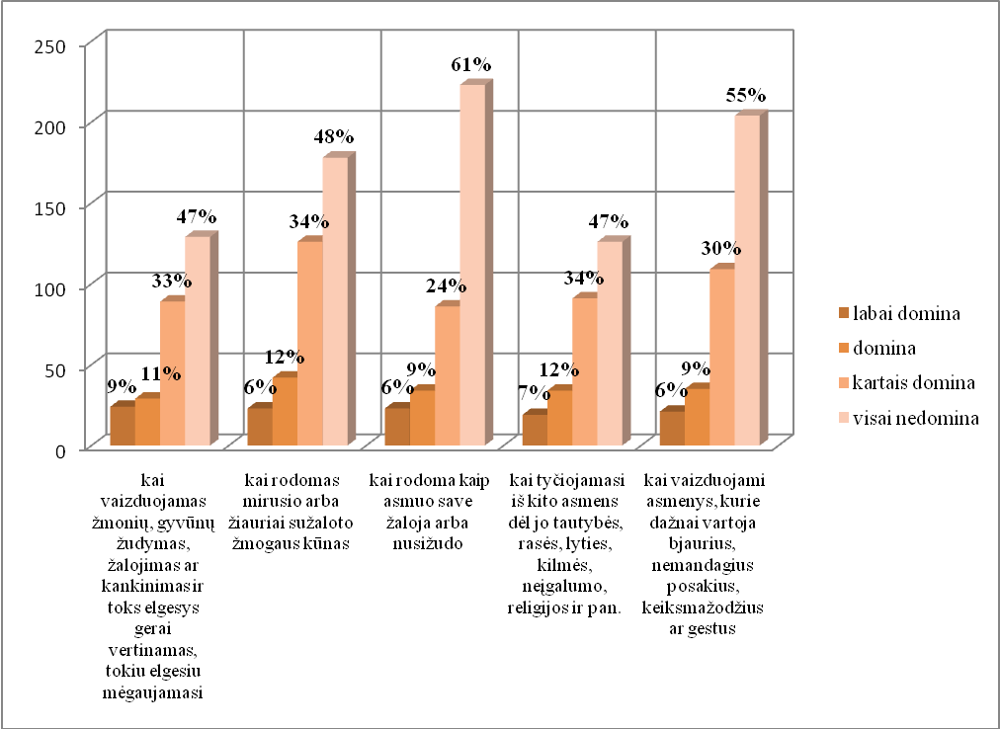 250
200
150
100
50
0
9%
11%
33%
47%
6%
12%
34%
48%
6%
9%
24%
61%
7%
12%
34%
47%
6%
9%
30%
55%
kai
vaizduojamas
žmonių, gyvūnų
žudymas,
žalojimas ar
kankinimas ir
toks elgesys
gerai
vertinamas,
tokiu elgesiu
mėgaujamasi
kai rodomas
mirusio arba
žiauriai sužaloto
žmogaus kūnas
kai rodoma kaip
asmuo save
žaloja arba
nusižudo
kai tyčiojamasi
iš kito asmens
dėl jo tautybės,
rasės, lyties,
kilmės,
neįgalumo,
religijos ir pan.
kai vaizduojami
asmenys, kurie
dažnai vartoja
bjaurius,
nemandagius
posakius,
keiksmažodžius
ar gestus
labai domina
domina
kartais domina
visai nedomina